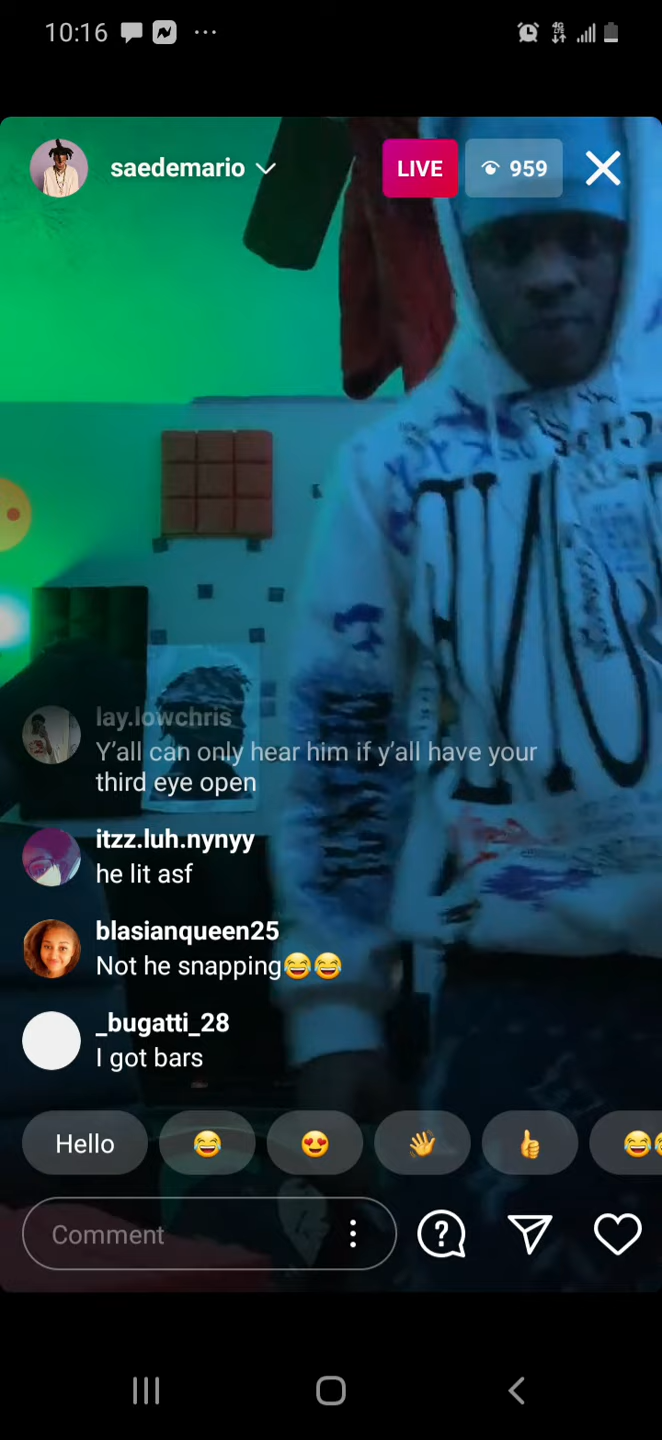 10:16
saedemario
LIVE
959
lay.lowchris
Y'all can only hear him if y'all have your
third eye open
itzz.luh.nynyy
he lit asf
blasianqueen25
Not he snapping😂😂
_bugatti_28
I got bars
Hello 😂 😍 👋 👍 😂
Comment